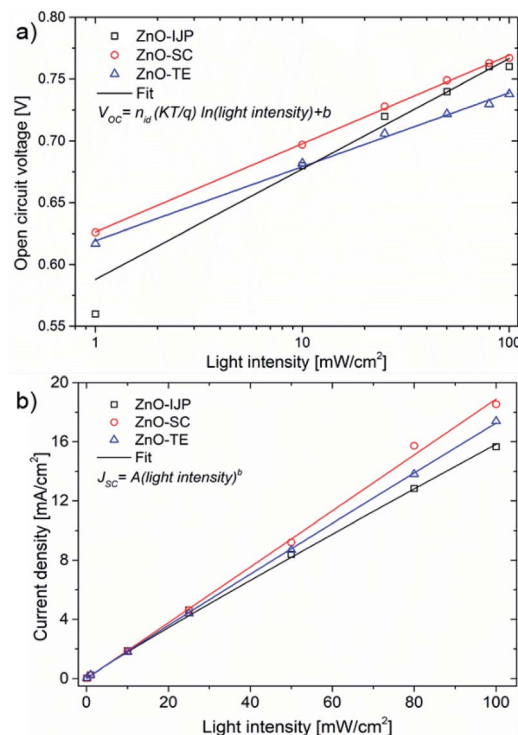 a)
0.80
0.75
0.70
0.65
0.60
0.55
Open circuit voltage [V]
ZnO-IJP
ZnO-SC
ZnO-TE
Fit
V_OC = n_id (KT/q) ln(light intensity)+b
1
10
100
Light intensity [mW/cm²]
b)
20
16
12
8
4
0
Current density [mA/cm²]
ZnO-IJP
ZnO-SC
ZnO-TE
Fit
J_SC = A(light intensity)^b
0
20
40
60
80
100
Light intensity [mW/cm²]